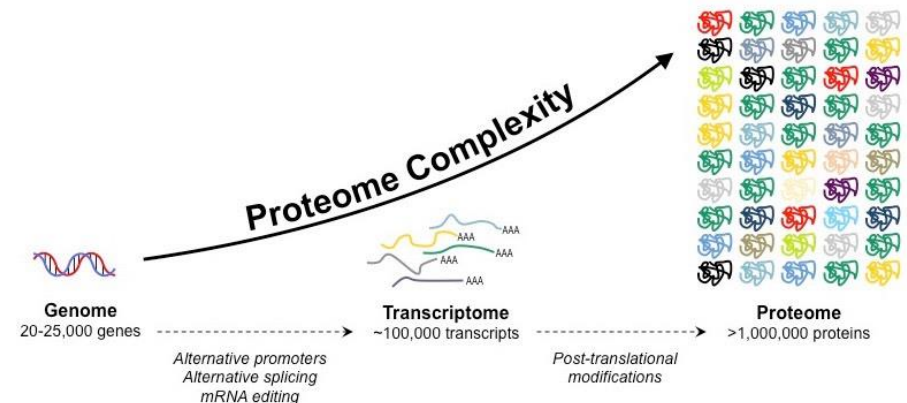 Proteome Complexity
AAA
AAA
AAA
AAA
AAA
Genome
20-25,000 genes
Transcriptome
~100,000 transcripts
Proteome
>1,000,000 proteins
Alternative promoters
Alternative splicing
mRNA editing
Post-translational
modifications